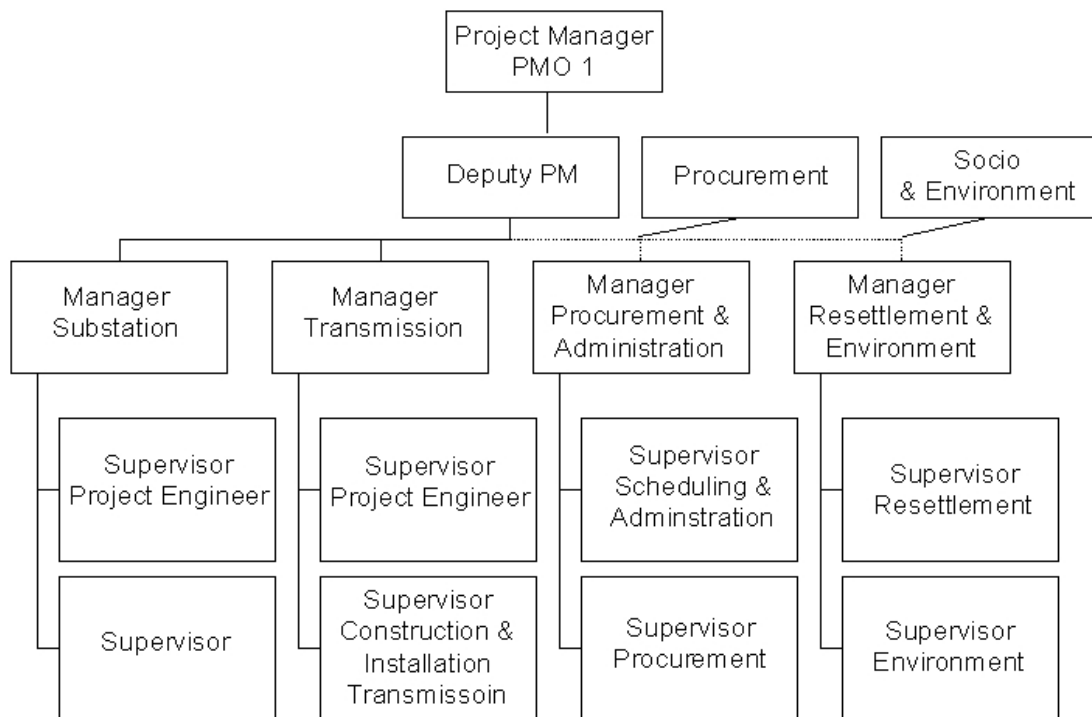 Project Manager
PMO 1
Deputy PM
Procurement
Socio
& Environment
Manager
Substation
Manager
Transmission
Manager
Procurement &
Administration
Manager
Resettlement &
Environment
Supervisor
Project Engineer
Supervisor
Project Engineer
Supervisor
Scheduling &
Adminstration
Supervisor
Resettlement
Supervisor
Supervisor
Construction &
Installation
Transmissoin
Supervisor
Procurement
Supervisor
Environment